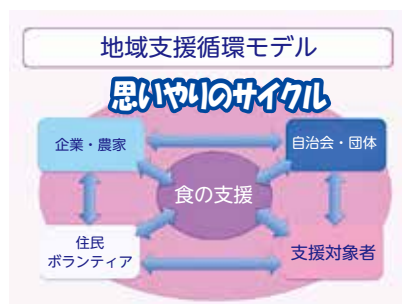 地域支援循環モデル
思いやりのサイクル
企業・農家
自治会・団体
食の支援
住民
ボランティア
支援対象者